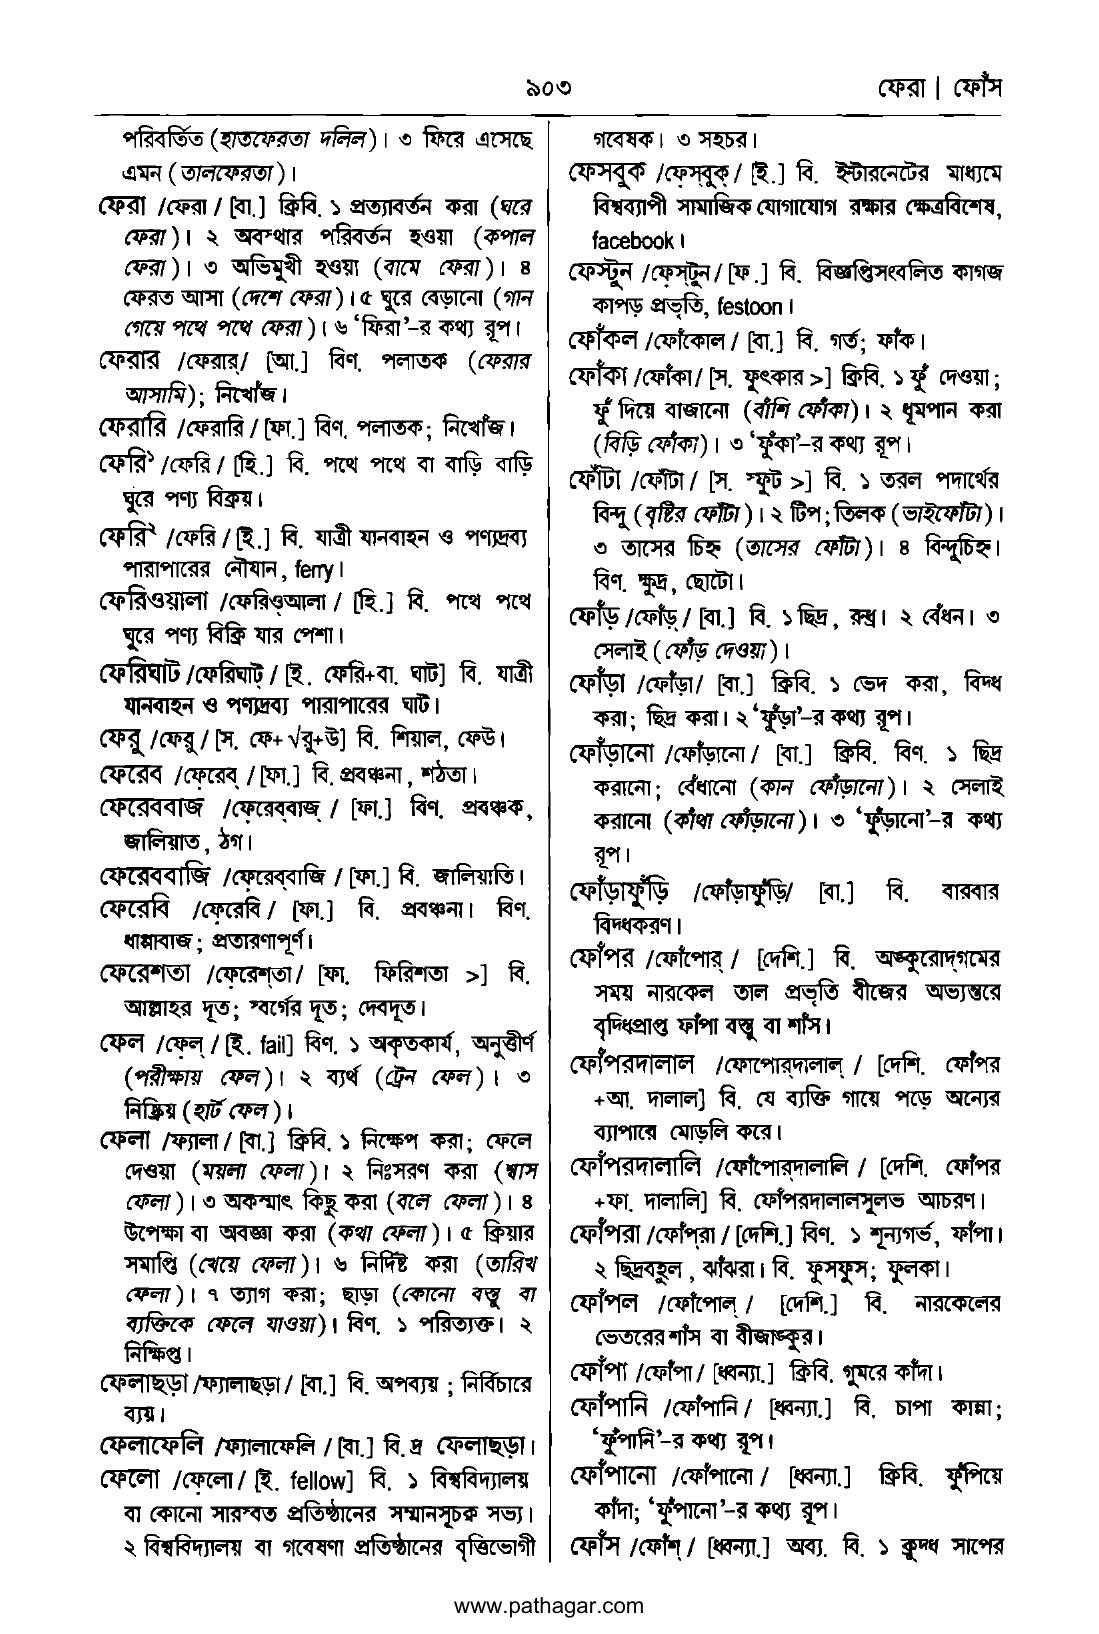 ৯০৩
ফেরা | ফোঁস
পরিবর্তিত (হাতফেরতা দলিল)। ৩ ফিরে এসেছে
এমন (তালফেরতা)।
ফেরা /ফেরা/ [বা.] ক্রিবি. ১ প্রত্যাবর্তন করা (ঘরে
ফেরা)। ২ অবস্থার পরিবর্তন হওয়া (কপাল
ফেরা)। ৩ অভিমুখী হওয়া (বামে ফেরা)। ৪
ফেরত আসা (দেশে ফেরা)। ৫ ঘুরে বেড়ানো (গান
গেয়ে পথে পথে ফেরা)। ৬ ‘ফিরা’-র কথ্য রূপ।
ফেরার /ফেরার্/ [আ.] বিণ. পলাতক (ফেরার
আসামি); নিখোঁজ।
ফেরারি /ফেরারি/ [ফা.] বিণ. পলাতক; নিখোঁজ।
ফেরি১ /ফেরি/ [হি.] বি. পথে পথে বা বাড়ি বাড়ি
ঘুরে পণ্য বিক্রয়।
ফেরি২ /ফেরি/ [ই.] বি. যাত্রী যানবাহন ও পণ্যদ্রব্য
পারাপারের নৌযান, ferry।
ফেরিওয়ালা /ফেরিওআলা/ [হি.] বি. পথে পথে
ঘুরে পণ্য বিক্রি যার পেশা।
ফেরিঘাট /ফেরিঘাট্/ [ই. ফেরি+বা. ঘাট] বি. যাত্রী
যানবাহন ও পণ্যদ্রব্য পারাপারের ঘাট।
ফেরু /ফেরু/ [স. ফে+√রু+উ] বি. শিয়াল, ফেউ।
ফেরেব /ফ়েরেব্/ [ফা.] বি. প্রবঞ্চনা, শঠতা।
ফেরেববাজ /ফ়েরেব্‌বাজ্/ [ফা.] বিণ. প্রবঞ্চক,
জালিয়াত, ঠগ।
ফেরেববাজি /ফ়েরেব্‌বাজি/ [ফা.] বি. জালিয়াতি।
ফেরেবি /ফ়েরেবি/ [ফা.] বি. প্রবঞ্চনা। বিণ.
ধাপ্পাবাজ; প্রতারণাপূর্ণ।
ফেরেশতা /ফ়েরেশ্‌তা/ [ফা. ফিরিশতা >] বি.
আল্লাহর দূত; স্বর্গের দূত; দেবদূত।
ফেল /ফ়েল্/ [ই. fail] বিণ. ১ অকৃতকার্য, অনুত্তীর্ণ
(পরীক্ষায় ফেল)। ২ ব্যর্থ (ট্রেন ফেল)। ৩
নিষ্ক্রিয় (হার্ট ফেল)।
ফেলা /ফ্যালা/ [বা.] ক্রিবি. ১ নিক্ষেপ করা; ফেলে
দেওয়া (ময়লা ফেলা)। ২ নিঃসরণ করা (শ্বাস
ফেলা)। ৩ অকস্মাৎ কিছু করা (বলে ফেলা)। ৪
উপেক্ষা বা অবজ্ঞা করা (কথা ফেলা)। ৫ ক্রিয়ার
সমাপ্তি (খেয়ে ফেলা)। ৬ নির্দিষ্ট করা (তারিখ
ফেলা)। ৭ ত্যাগ করা; ছাড়া (কোনো বস্তু বা
ব্যক্তিকে ফেলে যাওয়া)। বিণ. ১ পরিত্যক্ত। ২
নিক্ষিপ্ত।
ফেলাছড়া /ফ্যালাছড়া/ [বা.] বি. অপব্যয়; নির্বিচারে
ব্যয়।
ফেলাফেলি /ফ্যালাফেলি/ [বা.] বি. দ্র ফেলাছড়া।
ফেলো /ফ়েলো/ [ই. fellow] বি. ১ বিশ্ববিদ্যালয়
বা কোনো সারস্বত প্রতিষ্ঠানের সম্মানসূচক সভ্য।
২ বিশ্ববিদ্যালয় বা গবেষণা প্রতিষ্ঠানের বৃত্তিভোগী
গবেষক। ৩ সহচর।
ফেসবুক /ফ়েস্‌বুক্/ [ই.] বি. ইন্টারনেটের মাধ্যমে
বিশ্বব্যাপী সামাজিক যোগাযোগ রক্ষার ক্ষেত্রবিশেষ,
facebook।
ফেস্টুন /ফ়েস্‌টুন/ [ফ.] বি. বিজ্ঞপ্তিসংবলিত কাগজ
কাপড় প্রভৃতি, festoon।
ফোঁকল /ফোঁকোল/ [বা.] বি. গর্ত; ফাঁক।
ফোঁকা /ফোঁকা/ [স. ফুৎকার >] ক্রিবি. ১ ফুঁ দেওয়া;
ফুঁ দিয়ে বাজানো (বাঁশি ফোঁকা)। ২ ধূমপান করা
(বিড়ি ফোঁকা)। ৩ ‘ফুঁকা’-র কথ্য রূপ।
ফোঁটা /ফোঁটা/ [স. স্ফুট >] বি. ১ তরল পদার্থের
বিন্দু (বৃষ্টির ফোঁটা)। ২ টিপ; তিলক (ভাইফোঁটা)।
৩ তাসের চিহ্ন (তাসের ফোঁটা)। ৪ বিন্দুচিহ্ন।
বিণ. ক্ষুদ্র, ছোটো।
ফোঁড় /ফোঁড়্/ [বা.] বি. ১ ছিদ্র, রন্ধ্র। ২ বেঁধন। ৩
সেলাই (ফোঁড় দেওয়া)।
ফোঁড়া /ফোঁড়া/ [বা.] ক্রিবি. ১ ভেদ করা, বিদ্ধ
করা; ছিদ্র করা। ২ ‘ফুঁড়া’-র কথ্য রূপ।
ফোঁড়ানো /ফোঁড়ানো/ [বা.] ক্রিবি. বিণ. ১ ছিদ্র
করানো; বেঁধানো (কান ফোঁড়ানো)। ২ সেলাই
করানো (কাঁথা ফোঁড়ানো)। ৩ ‘ফুঁড়ানো’-র কথ্য
রূপ।
ফোঁড়াফুঁড়ি /ফোঁড়াফুঁড়ি/ [বা.] বি. বারবার
বিদ্ধকরণ।
ফোঁপর /ফোঁপোর্/ [দেশি.] বি. অঙ্কুরোদ্‌গমের
সময় নারকেল তাল প্রভৃতি বীজের অভ্যন্তরে
বৃদ্ধিপ্রাপ্ত ফাঁপা বস্তু বা শাঁস।
ফোঁপরদালাল /ফোপোর্‌দালাল্/ [দেশি. ফোঁপর
+আ. দালাল] বি. যে ব্যক্তি গায়ে পড়ে অন্যের
ব্যাপারে মোড়লি করে।
ফোঁপরদালালি /ফোঁপোর্‌দালালি/ [দেশি. ফোঁপর
+ফা. দালালি] বি. ফোঁপরদালালসুলভ আচরণ।
ফোঁপরা /ফোঁপ্‌রা/ [দেশি.] বিণ. ১ শূন্যগর্ভ, ফাঁপা।
২ ছিদ্রবহুল, ঝাঁঝরা। বি. ফুসফুস; ফুলকা।
ফোঁপল /ফোঁপোল্/ [দেশি.] বি. নারকেলের
ভেতরের শাঁস বা বীজাঙ্কুর।
ফোঁপা /ফোঁপা/ [ধ্বন্যা.] ক্রিবি. গুমরে কাঁদা।
ফোঁপানি /ফোঁপানি/ [ধ্বন্যা.] বি. চাপা কান্না;
‘ফুঁপানি’-র কথ্য রূপ।
ফোঁপানো /ফোঁপানো/ [ধ্বন্যা.] ক্রিবি. ফুঁপিয়ে
কাঁদা; ‘ফুঁপানো’-র কথ্য রূপ।
ফোঁস /ফোঁশ্/ [ধ্বন্যা.] অব্য. বি. ১ ক্রুদ্ধ সাপের
www.pathagar.com